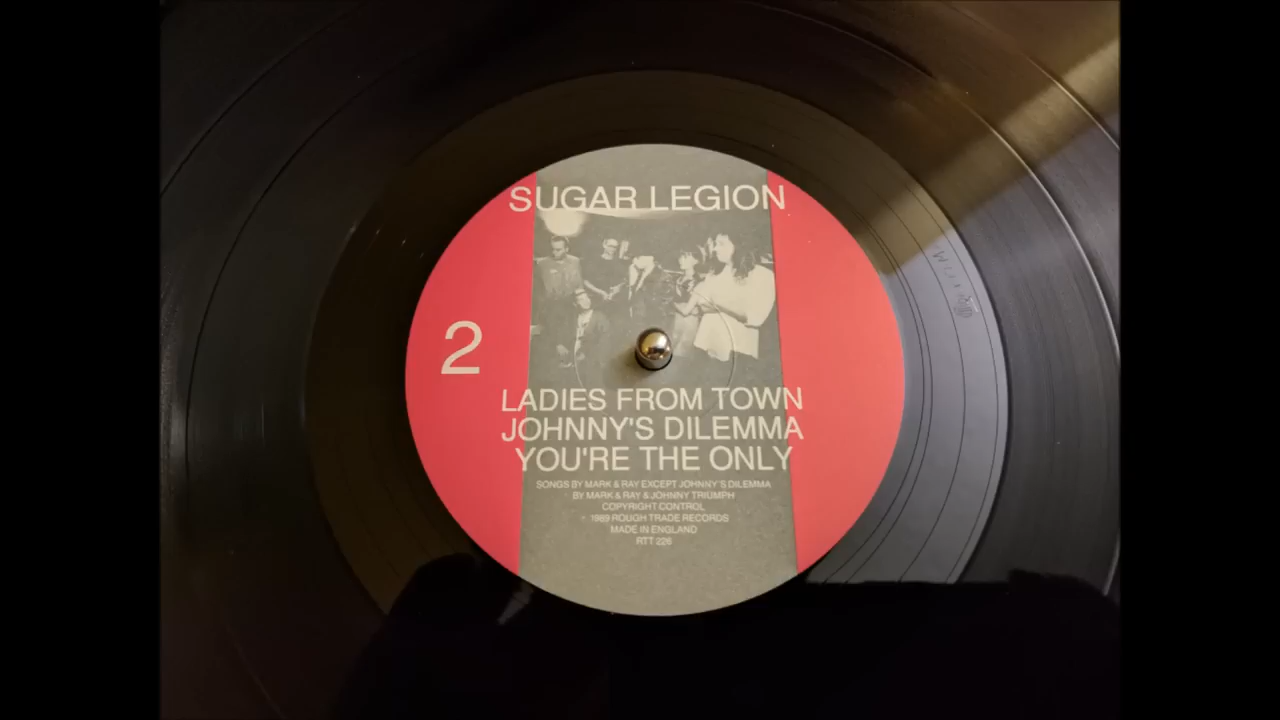 SUGAR LEGION
2
LADIES FROM TOWN
JOHNNY'S DILEMMA
YOU'RE THE ONLY
SONGS BY MARK & RAY EXCEPT JOHNNY'S DILEMMA
BY MARK & RAY & JOHNNY TRIUMPH
COPYRIGHT CONTROL
1989 ROUGH TRADE RECORDS
MADE IN ENGLAND
RTT 226